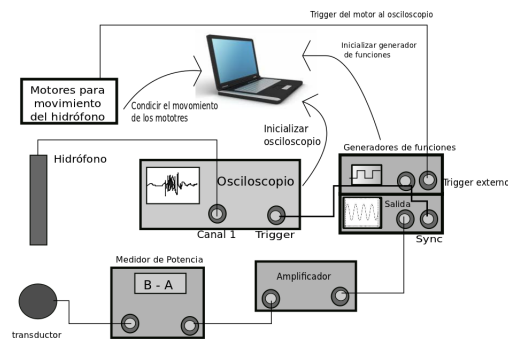 Trigger del motor al osciloscopio
Inicializar generador
de funciones
Motores para
movimiento
del hidrófono
Condicir el movomiento
de los mototres
Inicializar
osciloscopio
Generadores de funciones
Hidrófono
Osciloscopio
Trigger externo
Salida
Canal 1
Trigger
Sync
Medidor de Potencia
B - A
Amplificador
transductor